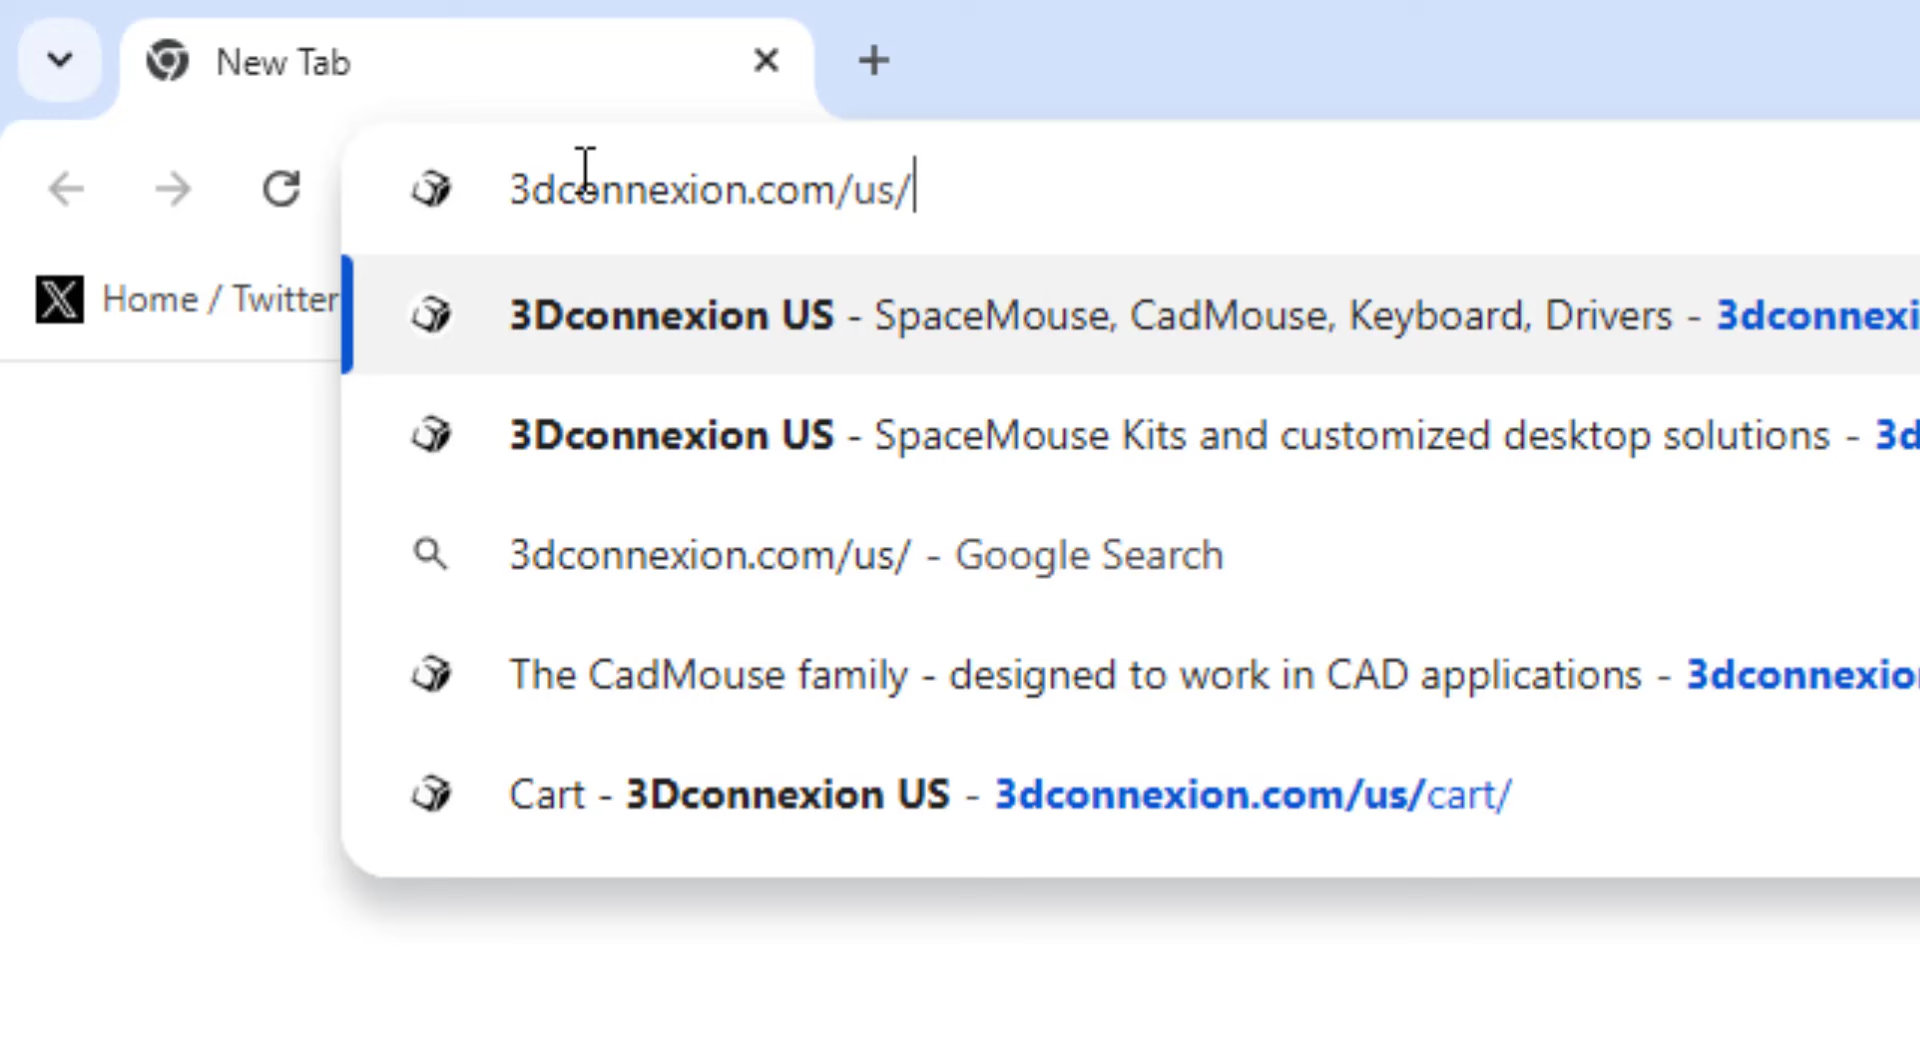 New Tab
3dconnexion.com/us/
Home / Twitter
3Dconnexion US - SpaceMouse, CadMouse, Keyboard, Drivers - 3dconnexi
3Dconnexion US - SpaceMouse Kits and customized desktop solutions - 3d
3dconnexion.com/us/ - Google Search
The CadMouse family - designed to work in CAD applications - 3dconnexion
Cart - 3Dconnexion US - 3dconnexion.com/us/cart/